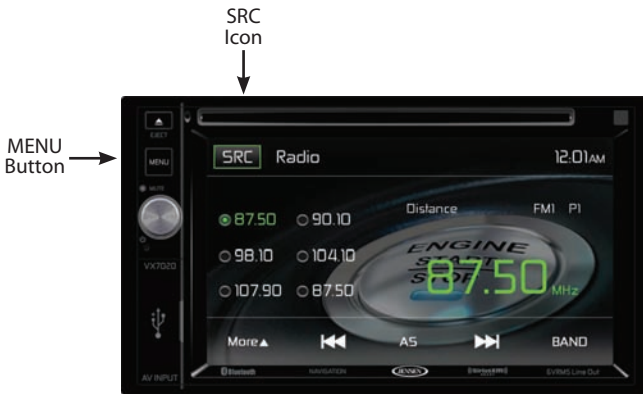 SRC
Icon
MENU
Button
EJECT
MENU
MUTE
VX7020
AV INPUT
SRC Radio 12:01AM
Distance FM1 P1
87.50 90.10
98.10 104.10
107.90 87.50
ENGINE
START
STOP
87.50 MHz
More AS BAND
Bluetooth NAVIGATION JENSEN SiriusXM 5VRMS Line Out